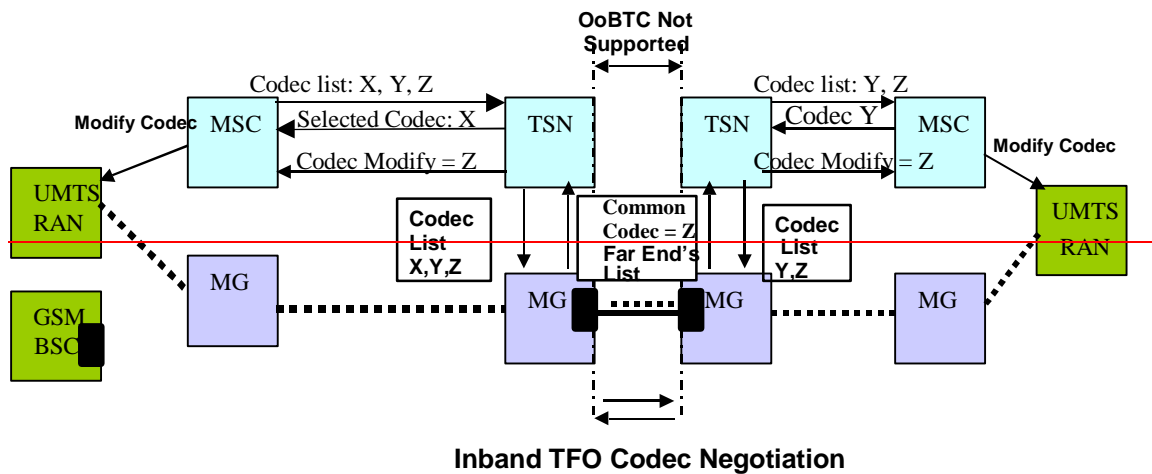 OoBTC Not
Supported
Codec list: X, Y, Z
Codec list: Y, Z
Modify Codec
MSC
Selected Codec: X
TSN
TSN
Codec Y
MSC
Modify Codec
Codec Modify = Z
Codec Modify = Z
UMTS
RAN
Codec
List
X,Y,Z
Common
Codec = Z
Far End's
List
Codec
List
Y,Z
UMTS
RAN
MG
MG
MG
MG
GSM
BSC
Inband TFO Codec Negotiation